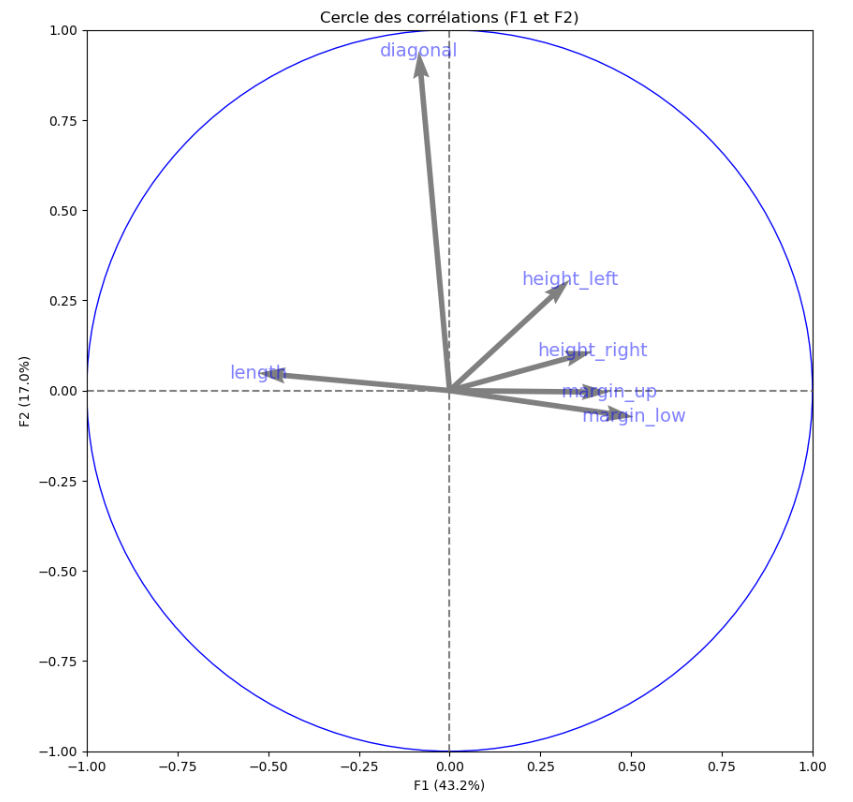 Cercle des corrélations (F1 et F2)
1.00
diagonal
0.75
0.50
height_left
0.25
height_right
length
0.00
margin_up
margin_low
F2 (17.0%)
−0.25
−0.50
−0.75
−1.00
−1.00 −0.75 −0.50 −0.25 0.00 0.25 0.50 0.75 1.00
F1 (43.2%)